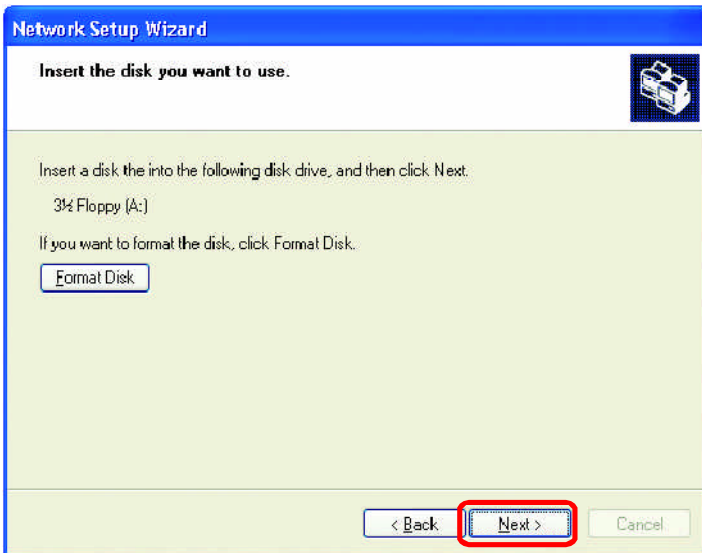 Network Setup Wizard
Insert the disk you want to use.
Insert a disk the into the following disk drive, and then click Next.
3½ Floppy (A:)
If you want to format the disk, click Format Disk.
Format Disk
< Back
Next >
Cancel